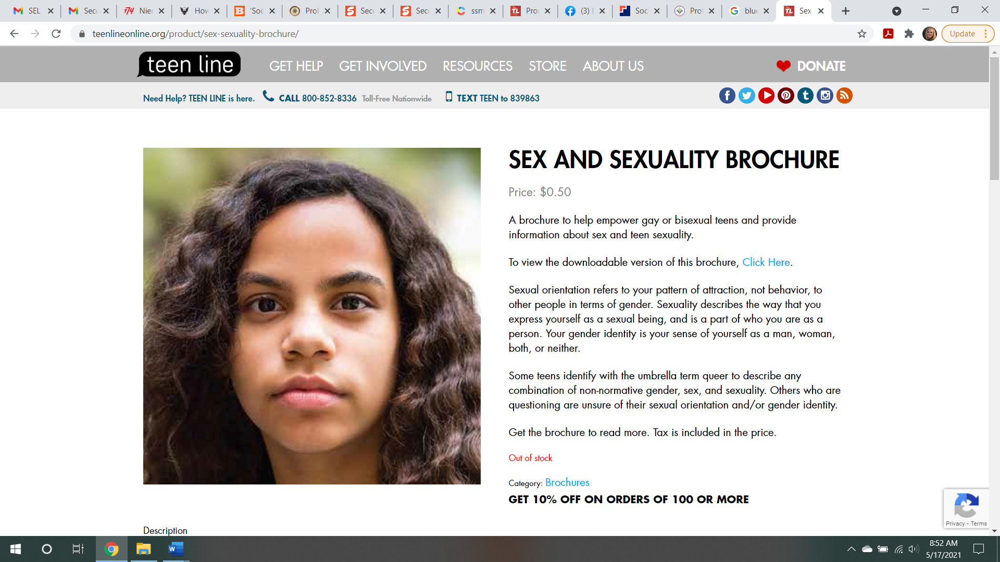 SEL
Secc
Nier
How
'Soc
Prol
Secc
Secc
ssm
Proc
(3) F
Soc
Prot
blue
Sex
teenlineonline.org/product/sex-sexuality-brochure/
Update
teen line
GET HELP
GET INVOLVED
RESOURCES
STORE
ABOUT US
DONATE
Need Help? TEEN LINE is here.
CALL 800-852-8336 Toll-Free Nationwide
TEXT TEEN to 839863
SEX AND SEXUALITY BROCHURE
Price: $0.50
A brochure to help empower gay or bisexual teens and provide
information about sex and teen sexuality.
To view the downloadable version of this brochure, Click Here.
Sexual orientation refers to your pattern of attraction, not behavior, to
other people in terms of gender. Sexuality describes the way that you
express yourself as a sexual being, and is a part of who you are as a
person. Your gender identity is your sense of yourself as a man, woman,
both, or neither.
Some teens identify with the umbrella term queer to describe any
combination of non-normative gender, sex, and sexuality. Others who are
questioning are unsure of their sexual orientation and/or gender identity.
Get the brochure to read more. Tax is included in the price.
Out of stock
Category: Brochures
GET 10% OFF ON ORDERS OF 100 OR MORE
Description
Privacy - Terms
8:52 AM
5/17/2021